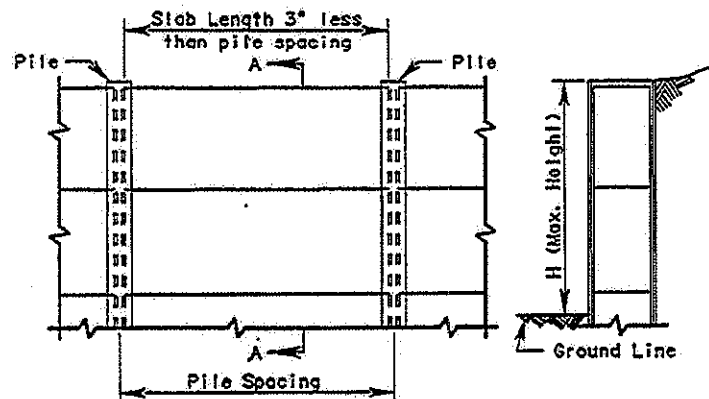 Slab Length 3" less
than pile spacing
Pile
A
Pile
H (Max. Height)
A
Ground Line
Pile Spacing